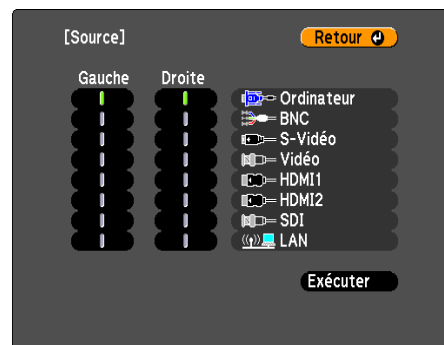 [Source]
Retour
Gauche Droite
Ordinateur
BNC
S-Vidéo
Vidéo
HDMI1
HDMI2
SDI
LAN
Exécuter